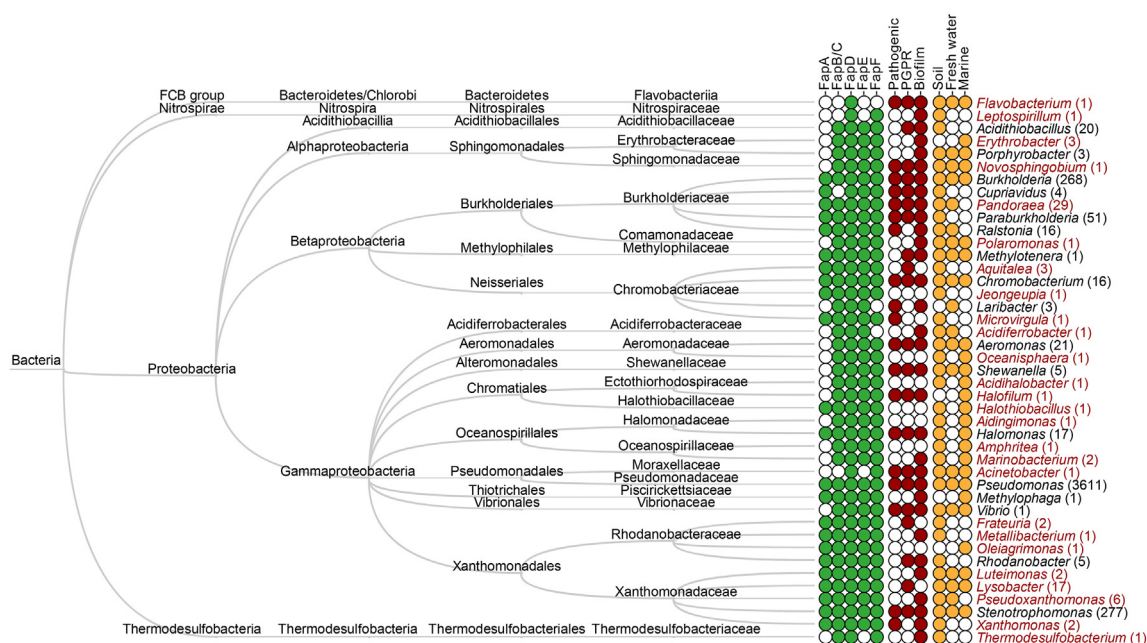 FapA
FapB/C
FapD
FapE
FapF
Pathogenic
PGPR
Biofilm
Soil
Fresh water
Marine
FCB group Bacteroidetes/Chlorobi Bacteroidetes Flavobacteriia Flavobacterium (1)
Nitrospirae Nitrospira Nitrospirales Nitrospiraceae Leptospirillum (1)
Acidithiobacillia Acidithiobacillales Acidithiobacillaceae Acidithiobacillus (20)
Erythrobacteraceae Erythrobacter (3)
Alphaproteobacteria Sphingomonadales Porphyrobacter (3)
Sphingomonadaceae Novosphingobium (1)
Burkholderia (268)
Cupriavidus (4)
Burkholderiales Burkholderiaceae Pandoraea (29)
Paraburkholderia (51)
Ralstonia (16)
Betaproteobacteria Comamonadaceae Polaromonas (1)
Methylophilales Methylophilaceae Methylotenera (1)
Aquitalea (3)
Neisseriales Chromobacterium (16)
Chromobacteriaceae Jeongeupia (1)
Laribacter (3)
Microvirgula (1)
Acidiferrobacterales Acidiferrobacteraceae Acidiferrobacter (1)
Aeromonadales Aeromonadaceae Aeromonas (21)
Bacteria Proteobacteria Alteromonadales Oceanisphaera (1)
Shewanellaceae Shewanella (5)
Chromatiales Ectothiorhodospiraceae Acidihalobacter (1)
Halofilum (1)
Halothiobacillaceae Halothiobacillus (1)
Halomonadaceae Aidingimonas (1)
Oceanospirillales Halomonas (17)
Oceanospirillaceae Amphritea (1)
Marinobacterium (2)
Gammaproteobacteria Pseudomonadales Moraxellaceae Acinetobacter (1)
Pseudomonadaceae Pseudomonas (3611)
Thiotrichales Piscirickettsiaceae Methylophaga (1)
Vibrionales Vibrionaceae Vibrio (1)
Frateuria (2)
Rhodanobacteraceae Metallibacterium (1)
Oleiagrimonas (1)
Xanthomonadales Rhodanobacter (5)
Luteimonas (2)
Xanthomonadaceae Lysobacter (17)
Pseudoxanthomonas (6)
Stenotrophomonas (277)
Xanthomonas (2)
Thermodesulfobacteria Thermodesulfobacteria Thermodesulfobacteriales Thermodesulfobacteriaceae Thermodesulfobacterium (1)